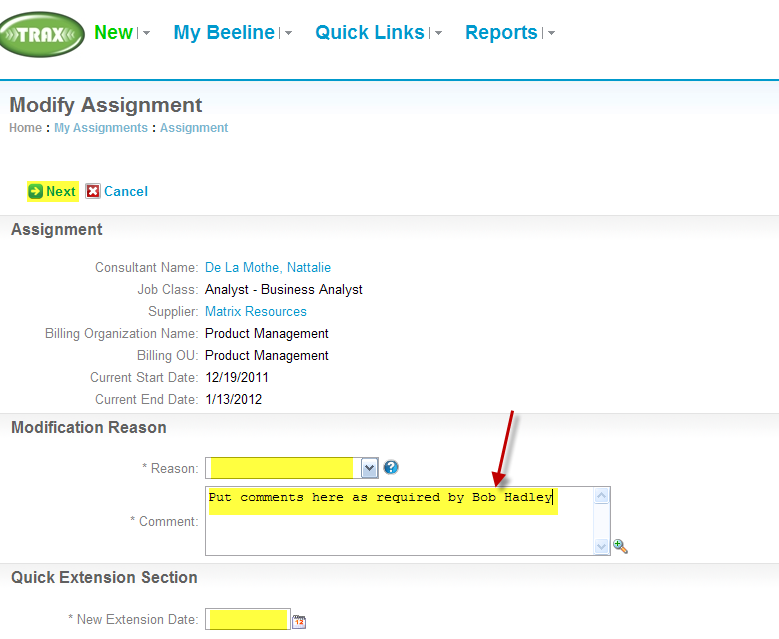 TRAX New My Beeline Quick Links Reports
Modify Assignment
Home : My Assignments : Assignment
Next Cancel
Assignment
Consultant Name: De La Mothe, Nattalie
Job Class: Analyst - Business Analyst
Supplier: Matrix Resources
Billing Organization Name: Product Management
Billing OU: Product Management
Current Start Date: 12/19/2011
Current End Date: 1/13/2012
Modification Reason
* Reason:
Put comments here as required by Bob Hadley
* Comment:
Quick Extension Section
* New Extension Date: